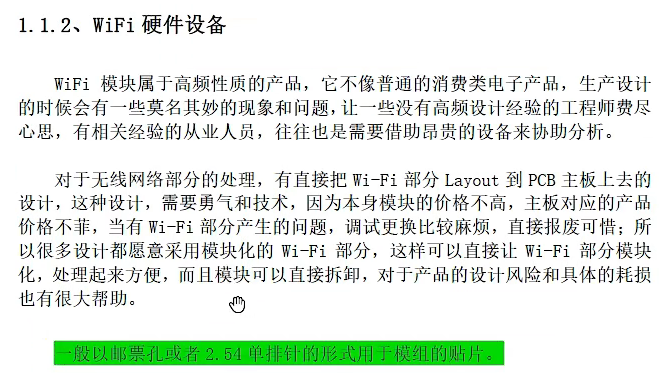 1.1.2、WiFi 硬件设备
WiFi 模块属于高频性质的产品，它不像普通的消费类电子产品，生产设计
的时候会有一些莫名其妙的现象和问题，让一些没有高频设计经验的工程师费尽
心思，有相关经验的从业人员，往往也是需要借助昂贵的设备来协助分析。
对于无线网络部分的处理，有直接把 Wi-Fi 部分 Layout 到 PCB 主板上去的
设计，这种设计，需要勇气和技术，因为本身模块的价格不高，主板对应的产品
价格不菲，当有 Wi-Fi 部分产生的问题，调试更换比较麻烦，直接报废可惜；所
以很多设计都愿意采用模块化的 Wi-Fi 部分，这样可以直接让 Wi-Fi 部分模块
化，处理起来方便，而且模块可以直接拆卸，对于产品的设计风险和具体的耗损
也有很大帮助。
一般以邮票孔或者 2.54 单排针的形式用于模组的贴片。